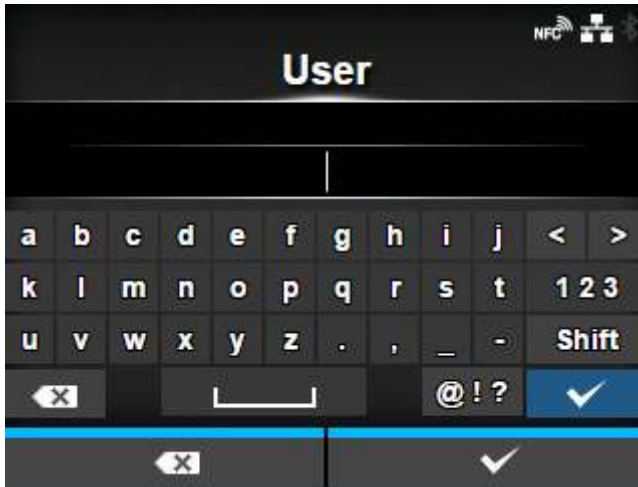 NFC
User
a b c d e f g h i j < >
k l m n o p q r s t 1 2 3
u v w x y z . , _ - Shift
@ ! ?